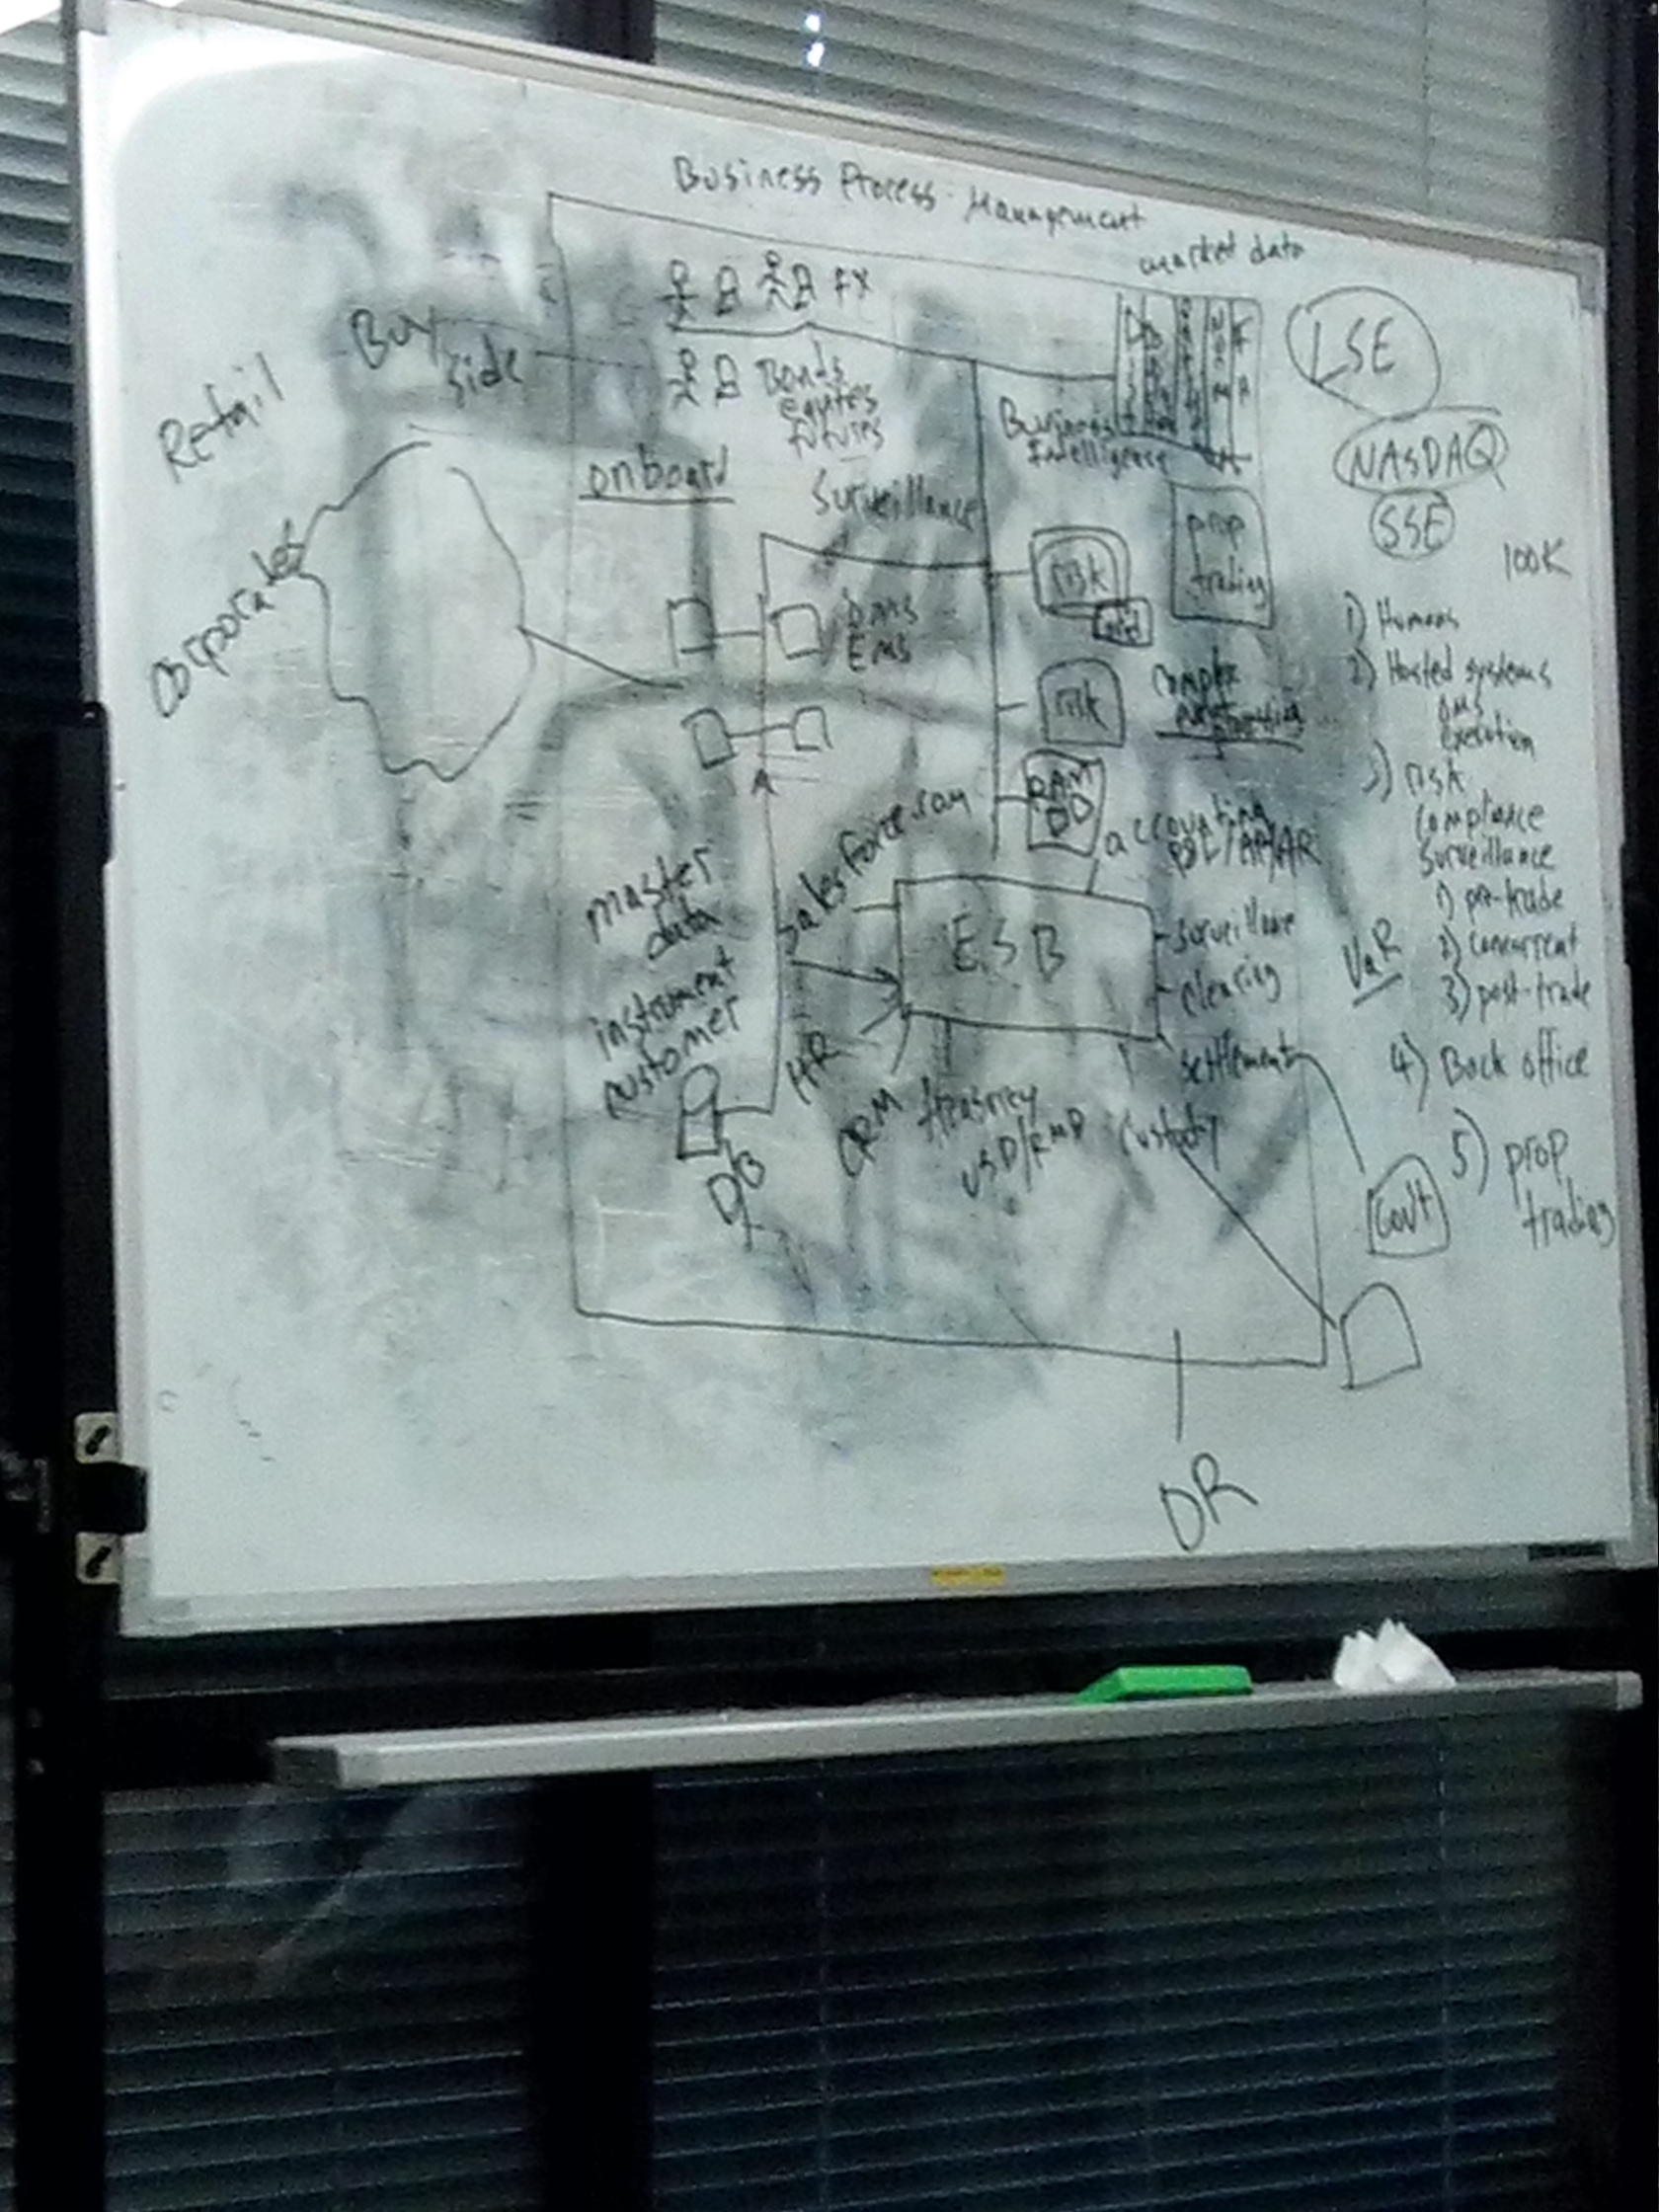 Business Process Management
market data
FX
LSE
Buy
side
Bonds
equites
futures
Retail
Business
Intelligence
NASDAQ
onboard
Surveillance
SSE
prop
trading
100K
risk
Corporates
OMS
EMS
1) Humans
2) Hosted systems
OMS
Execution
risk
Complex
3) risk
Compliance
Surveillance
1) pre-trade
2) concurrent
3) post-trade
RAM
DD
accounting
P&L/AP/AR
master
data
instrument
customer
salesforce.com
ESB
surveillance
clearing
settlement
VaR
HR
CRM
treasury
USD/RMB
custody
DB
4) Back office
5) prop
trading
Gov't
DR